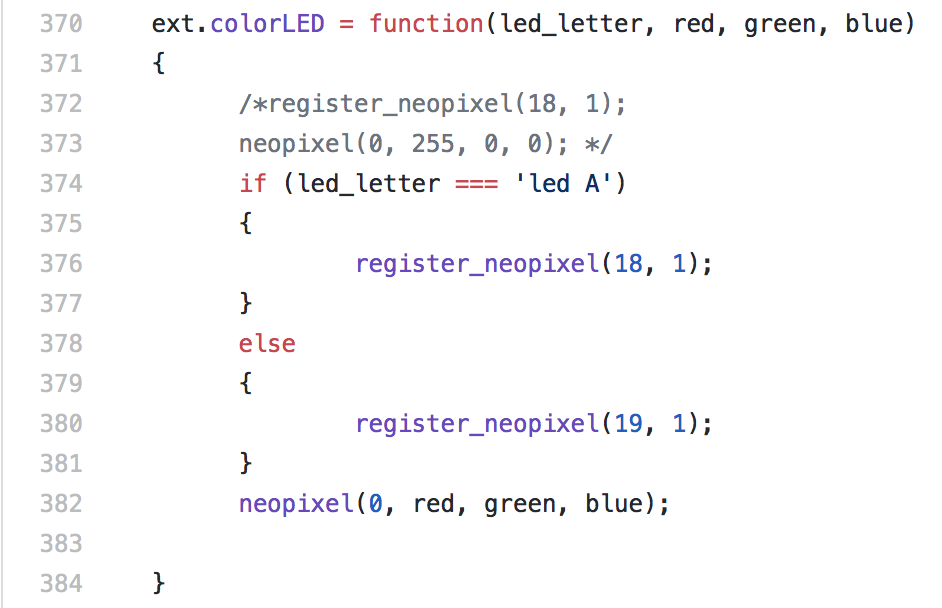 370 ext.colorLED = function(led_letter, red, green, blue)
371 {
372 /*register_neopixel(18, 1);
373 neopixel(0, 255, 0, 0); */
374 if (led_letter === 'led A')
375 {
376 register_neopixel(18, 1);
377 }
378 else
379 {
380 register_neopixel(19, 1);
381 }
382 neopixel(0, red, green, blue);
383
384 }